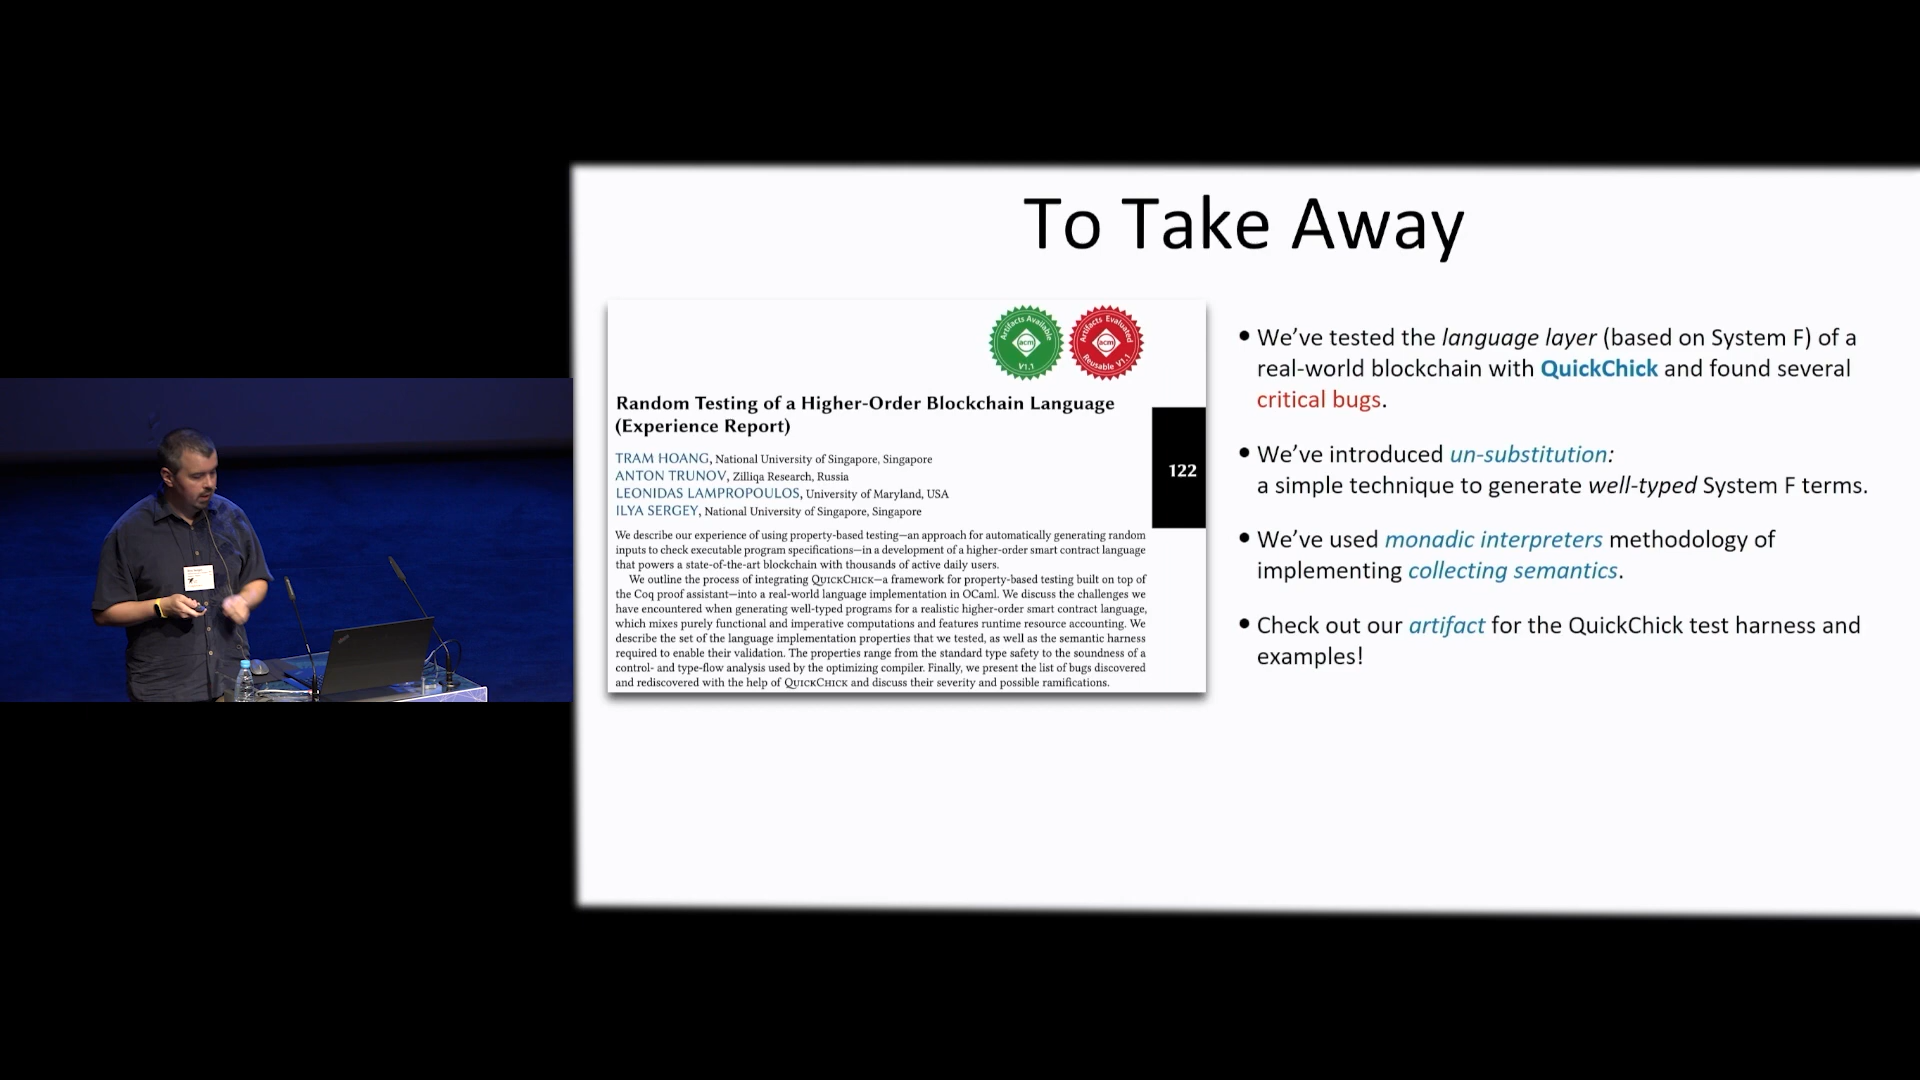 To Take Away
Artifacts Available
acm
V1.1
Artifacts Evaluated
acm
Reusable V1.1
Random Testing of a Higher-Order Blockchain Language
(Experience Report)
TRAM HOANG, National University of Singapore, Singapore
ANTON TRUNOV, Zilliqa Research, Russia
LEONIDAS LAMPROPOULOS, University of Maryland, USA
ILYA SERGEY, National University of Singapore, Singapore
122
We describe our experience of using property-based testing—an approach for automatically generating random
inputs to check executable program specifications—in a development of a higher-order smart contract language
that powers a state-of-the-art blockchain with thousands of active daily users.
We outline the process of integrating QUICKCHICK—a framework for property-based testing built on top of
the Coq proof assistant—into a real-world language implementation in OCaml. We discuss the challenges we
have encountered when generating well-typed programs for a realistic higher-order smart contract language,
which mixes purely functional and imperative computations and features runtime resource accounting. We
describe the set of the language implementation properties that we tested, as well as the semantic harness
required to enable their validation. The properties range from the standard type safety to the soundness of a
control- and type-flow analysis used by the optimizing compiler. Finally, we present the list of bugs discovered
and rediscovered with the help of QUICKCHICK and discuss their severity and possible ramifications.
• We’ve tested the language layer (based on System F) of a
real-world blockchain with QuickChick and found several
critical bugs.
• We’ve introduced un-substitution:
a simple technique to generate well-typed System F terms.
• We’ve used monadic interpreters methodology of
implementing collecting semantics.
• Check out our artifact for the QuickChick test harness and
examples!